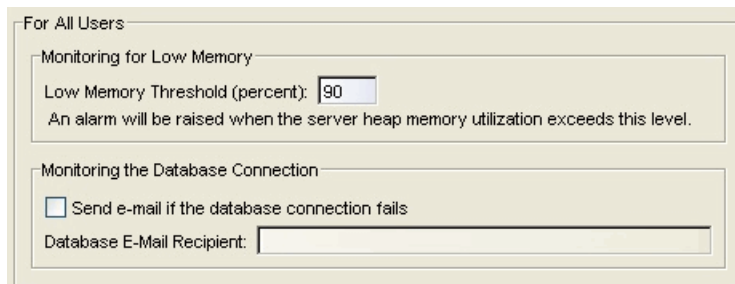 For All Users
Monitoring for Low Memory
Low Memory Threshold (percent): 90
An alarm will be raised when the server heap memory utilization exceeds this level.
Monitoring the Database Connection
Send e-mail if the database connection fails
Database E-Mail Recipient: